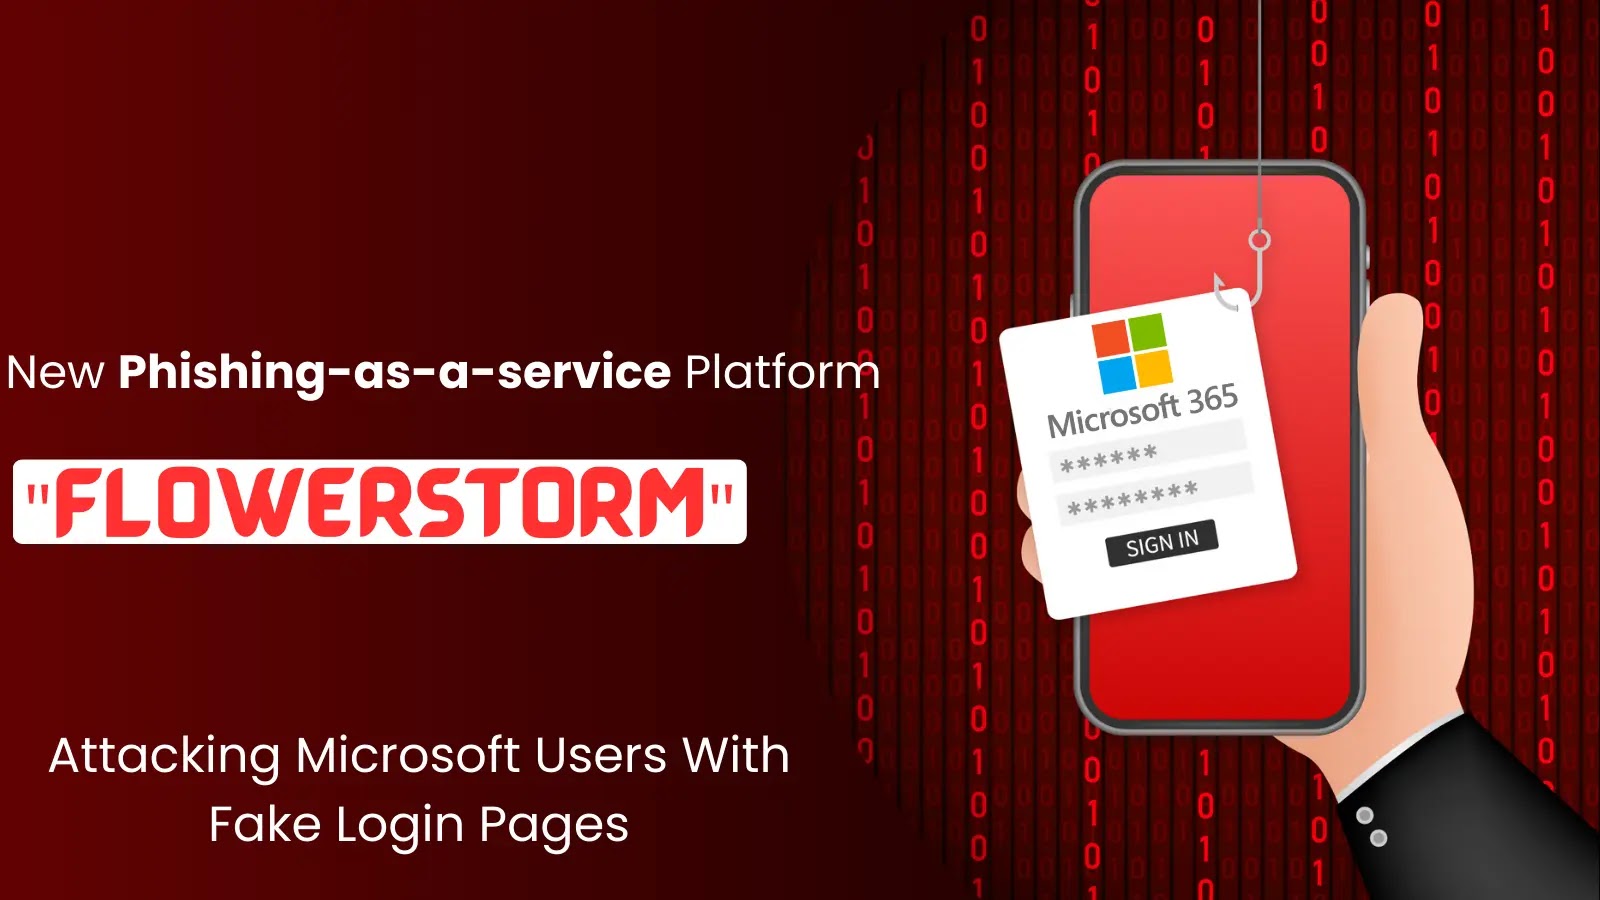 New Phishing-as-a-service Platform
"FLOWERSTORM"
Attacking Microsoft Users With
Fake Login Pages
Microsoft 365
******
********
SIGN IN